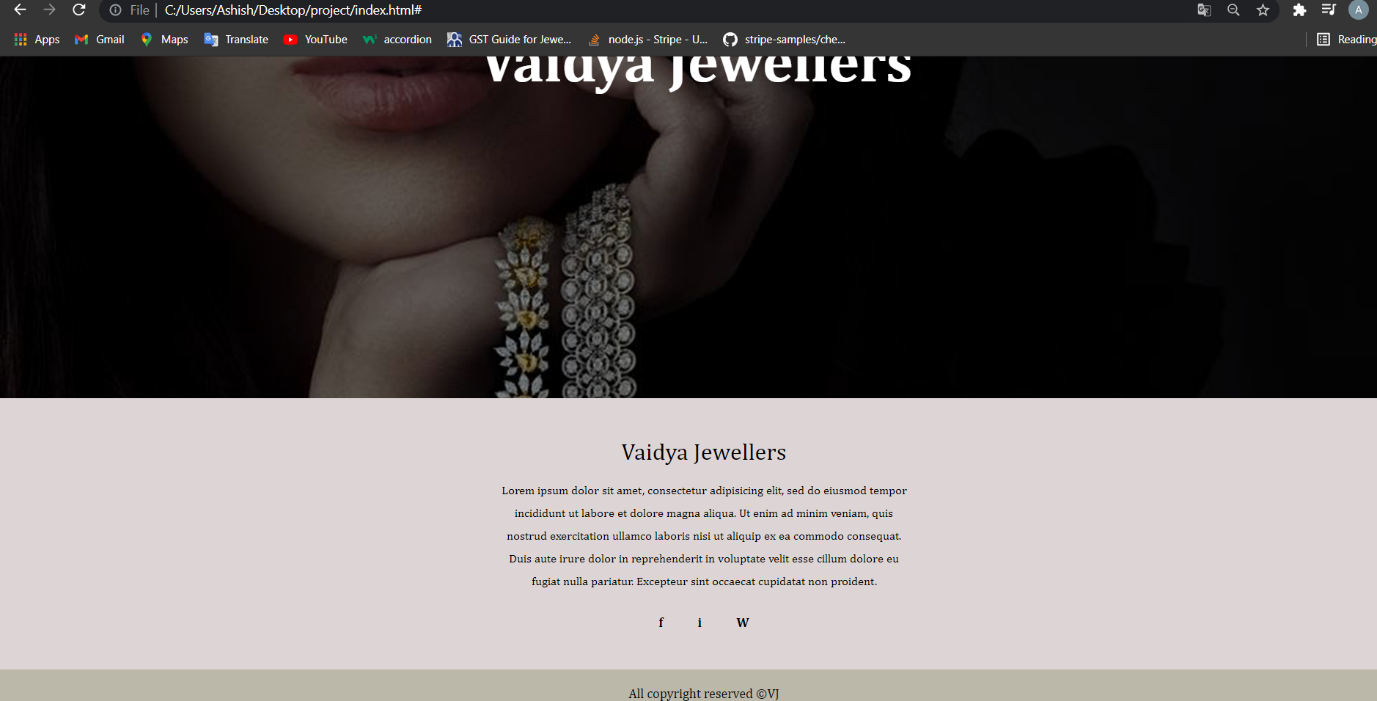 File | C:/Users/Ashish/Desktop/project/index.html#
A
Apps Gmail Maps Translate YouTube accordion GST Guide for Jewe... node.js - Stripe - U... stripe-samples/che... Reading
Vaidya Jewellers
Vaidya Jewellers
Lorem ipsum dolor sit amet, consectetur adipisicing elit, sed do eiusmod tempor
incididunt ut labore et dolore magna aliqua. Ut enim ad minim veniam, quis
nostrud exercitation ullamco laboris nisi ut aliquip ex ea commodo consequat.
Duis aute irure dolor in reprehenderit in voluptate velit esse cillum dolore eu
fugiat nulla pariatur. Excepteur sint occaecat cupidatat non proident.
f i W
All copyright reserved ©VJ